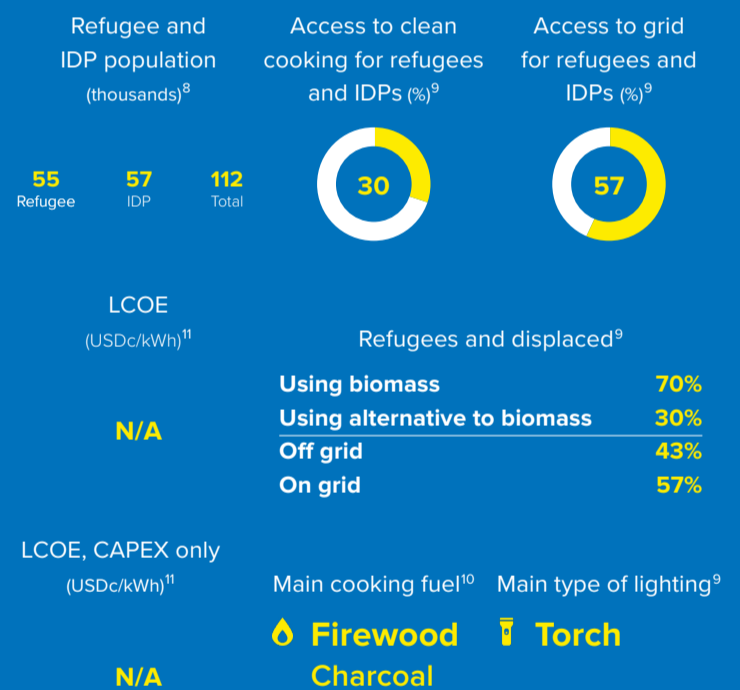 Refugee and
IDP population
(thousands)⁸
55 57 112
Refugee IDP Total
Access to clean
cooking for refugees
and IDPs (%)⁹
30
Access to grid
for refugees and
IDPs (%)⁹
57
LCOE
(USDc/kWh)¹¹
N/A
Refugees and displaced⁹
Using biomass 70%
Using alternative to biomass 30%
Off grid 43%
On grid 57%
LCOE, CAPEX only
(USDc/kWh)¹¹
N/A
Main cooking fuel¹⁰
Firewood
Charcoal
Main type of lighting⁹
Torch